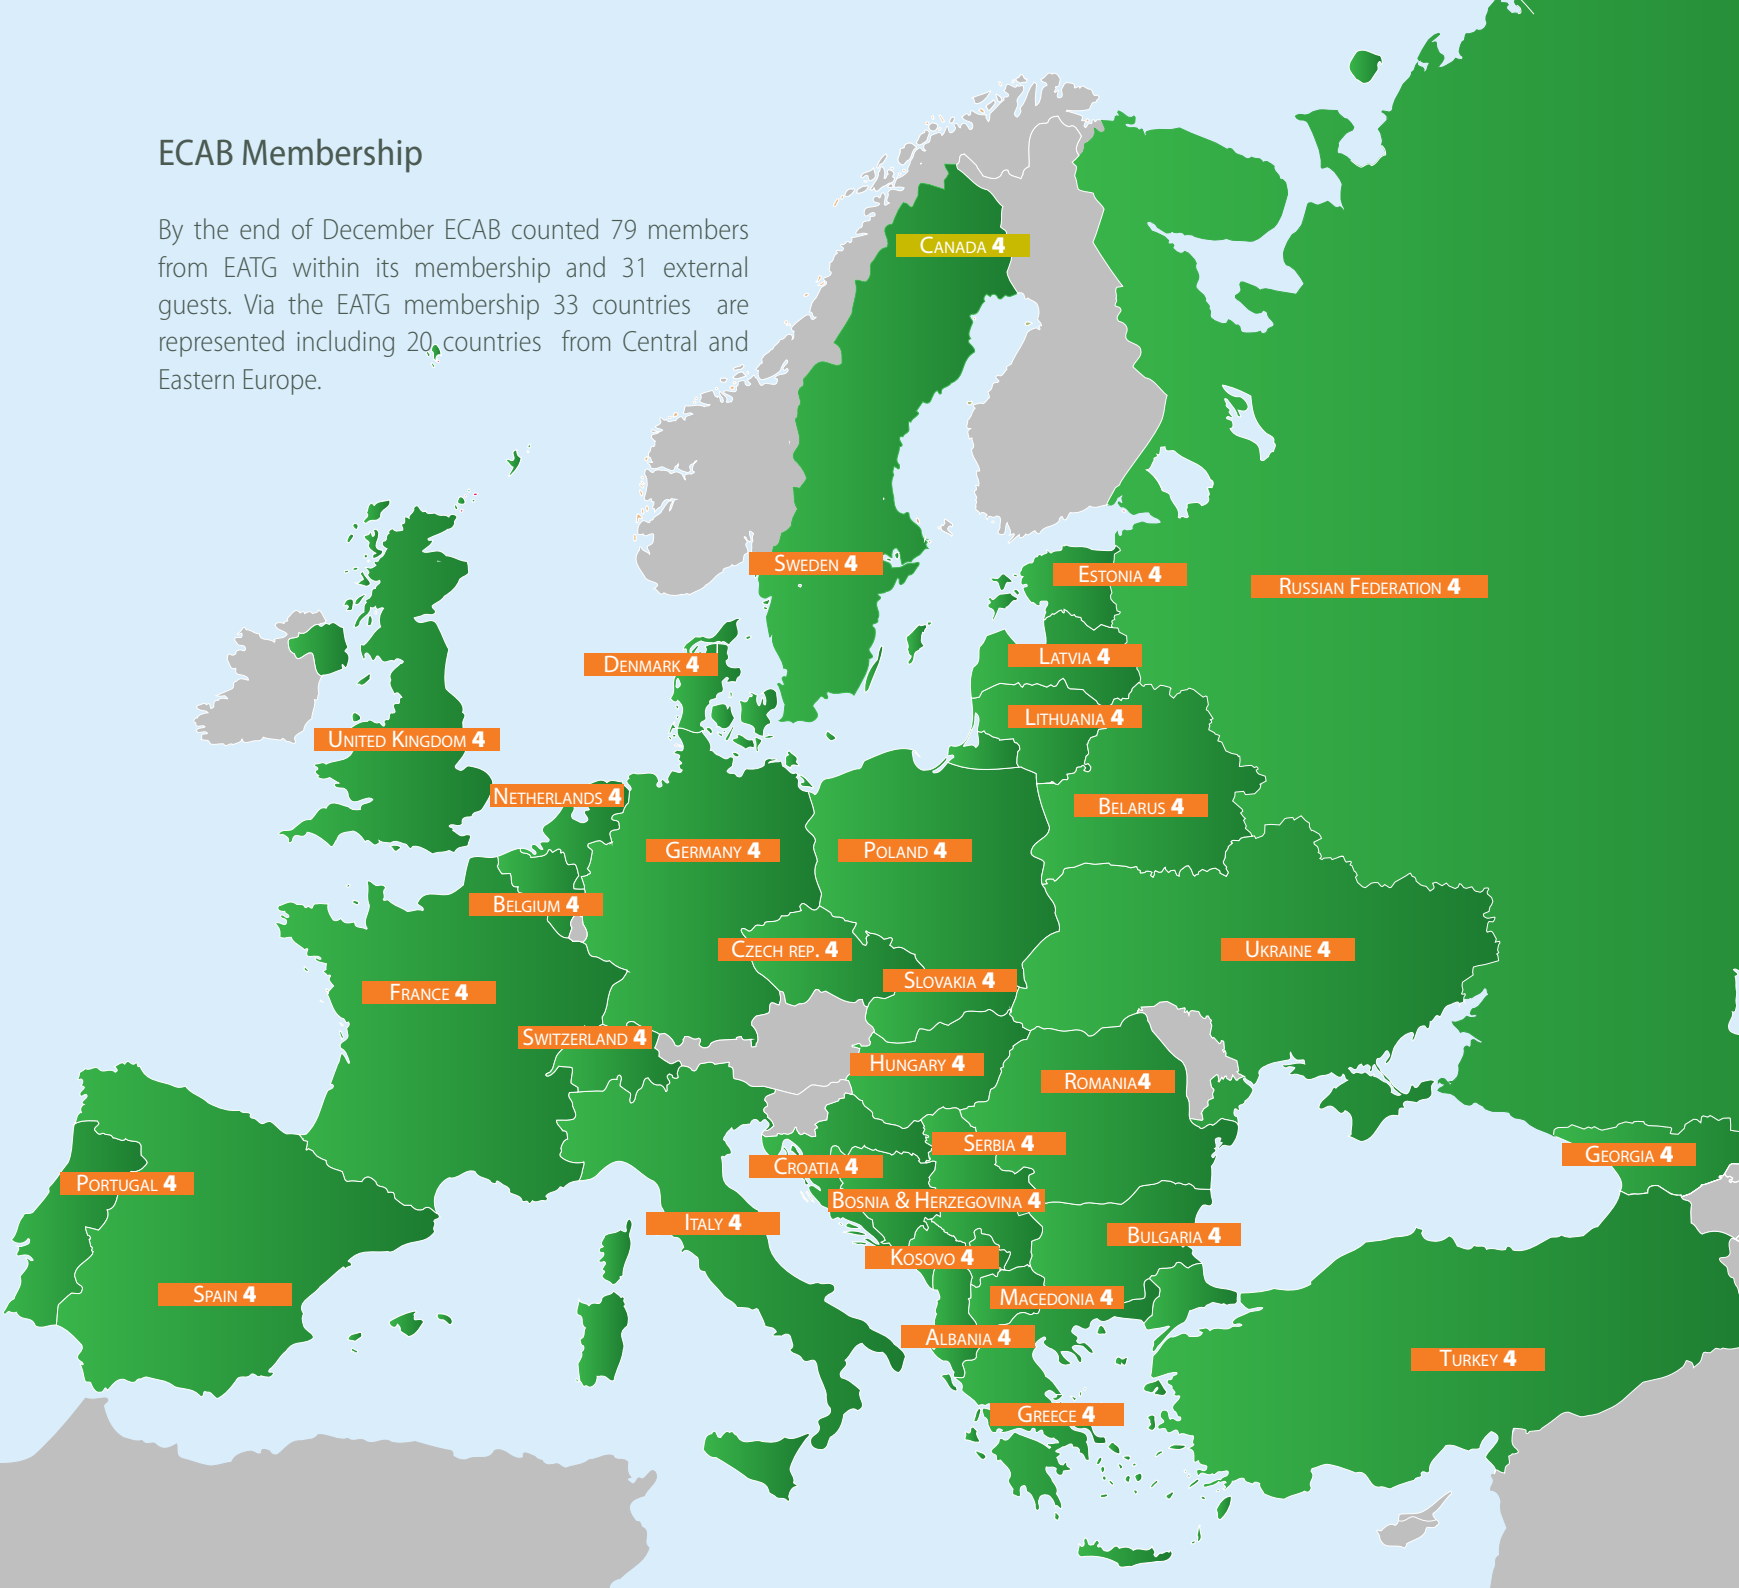 ECAB Membership
By the end of December ECAB counted 79 members
from EATG within its membership and 31 external
guests. Via the EATG membership 33 countries are
represented including 20 countries from Central and
Eastern Europe.
Canada 4
Sweden 4
Estonia 4
Russian Federation 4
Denmark 4
Latvia 4
Lithuania 4
United Kingdom 4
Netherlands 4
Belarus 4
Germany 4
Poland 4
Belgium 4
Czech rep. 4
Ukraine 4
Slovakia 4
France 4
Switzerland 4
Hungary 4
Romania4
Serbia 4
Georgia 4
Croatia 4
Portugal 4
Bosnia & Herzegovina 4
Italy 4
Bulgaria 4
Kosovo 4
Spain 4
Macedonia 4
Albania 4
Turkey 4
Greece 4